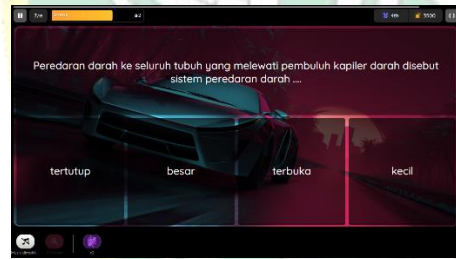 Peredaran darah ke seluruh tubuh yang melewati pembuluh kapiler darah disebut
sistem peredaran darah ....
tertutup
besar
terbuka
kecil